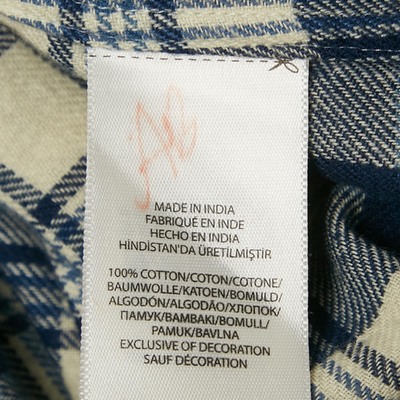 MADE IN INDIA
FABRIQUÉ EN INDE
HECHO EN INDIA
HİNDİSTAN'DA ÜRETİLMİŞTİR
100% COTTON/COTON/COTONE/
BAUMWOLLE/KATOEN/BOMULD/
ALGODÓN/ALGODÃO/ХЛОПОК/
ПАМУК/BAMBAKI/BOMULL/
PAMUK/BAVLNA
EXCLUSIVE OF DECORATION
SAUF DÉCORATION